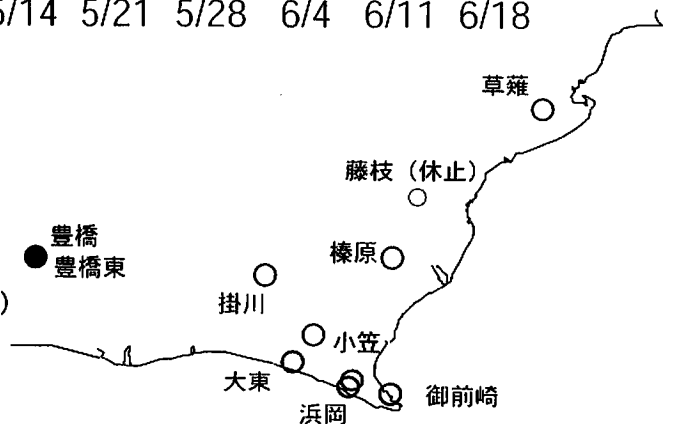 5/14 5/21 5/28 6/4 6/11 6/18
草薙
藤枝（休止）
豊橋
豊橋東
榛原
）
掛川
小笠
大東
御前崎
浜岡